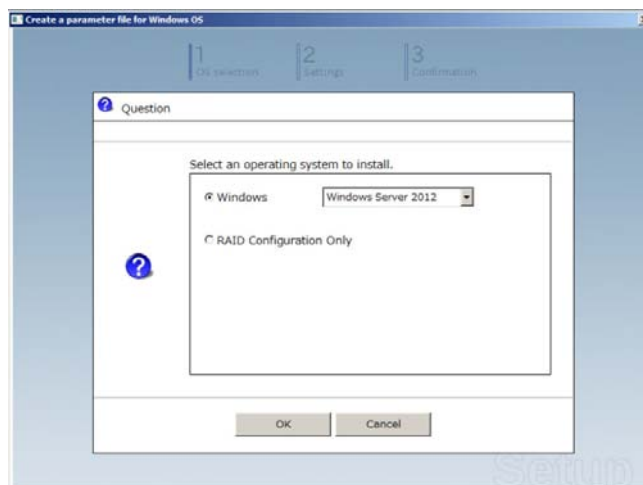 Create a parameter file for Windows OS
1
OS selection
2
Settings
3
Confirmation
Question
Select an operating system to install.
Windows
Windows Server 2012
RAID Configuration Only
OK
Cancel
Setup